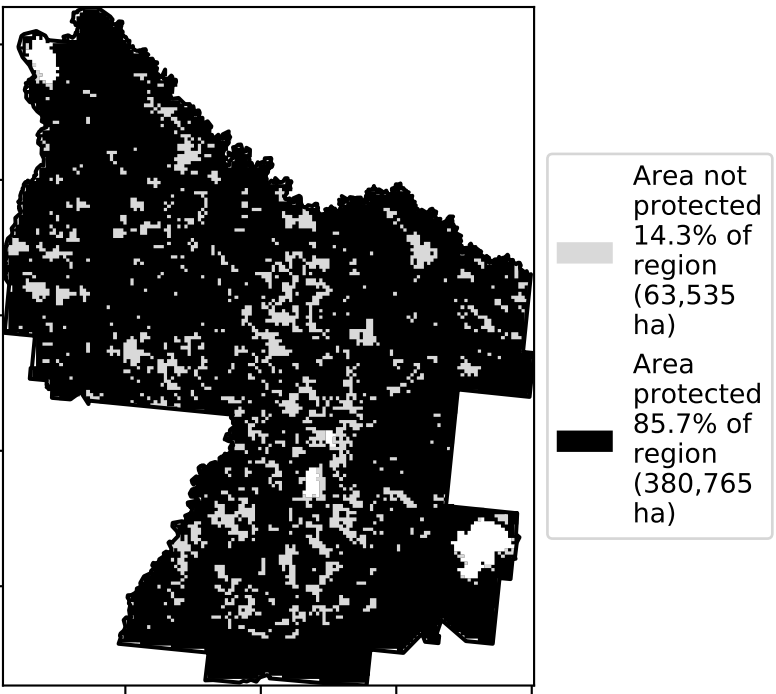 Area not
protected
14.3% of
region
(63,535
ha)
Area
protected
85.7% of
region
(380,765
ha)